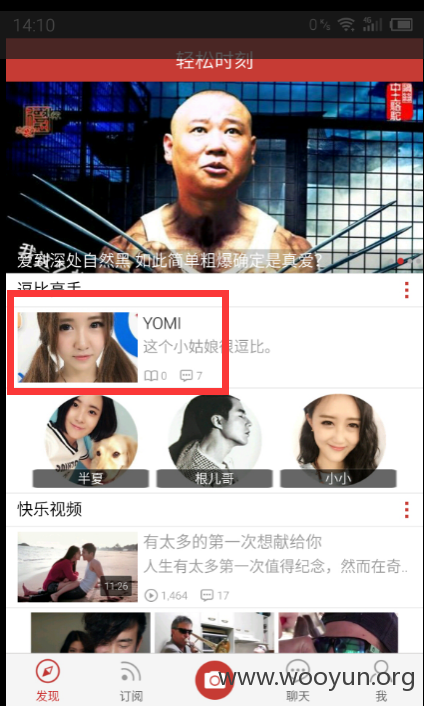 14:10
0%
4G
轻松时刻
爱到深处自然黑 如此简单粗爆确定是真爱?
逗比高手
YOMI
这个小姑娘很逗比。
0
7
半夏
根儿哥
小小
快乐视频
有太多的第一次想献给你
人生有太多第一次值得纪念，然而在奇..
11:26
1,464
17
www.wooyun.org
发现
订阅
聊天
我